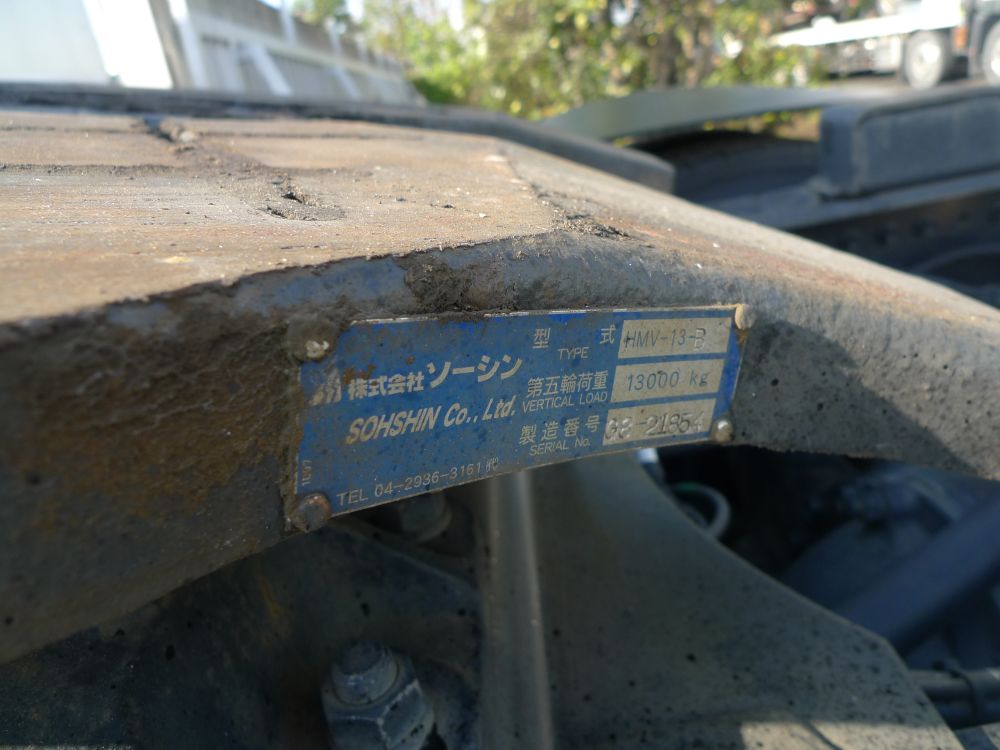 株式会社ソーシン
SOHSHIN Co., Ltd.
TEL 04-2936-3161 ㈹
型 式 HMV-13-B
TYPE
第五輪荷重 13000 kg
VERTICAL LOAD
製造番号
SERIAL No.